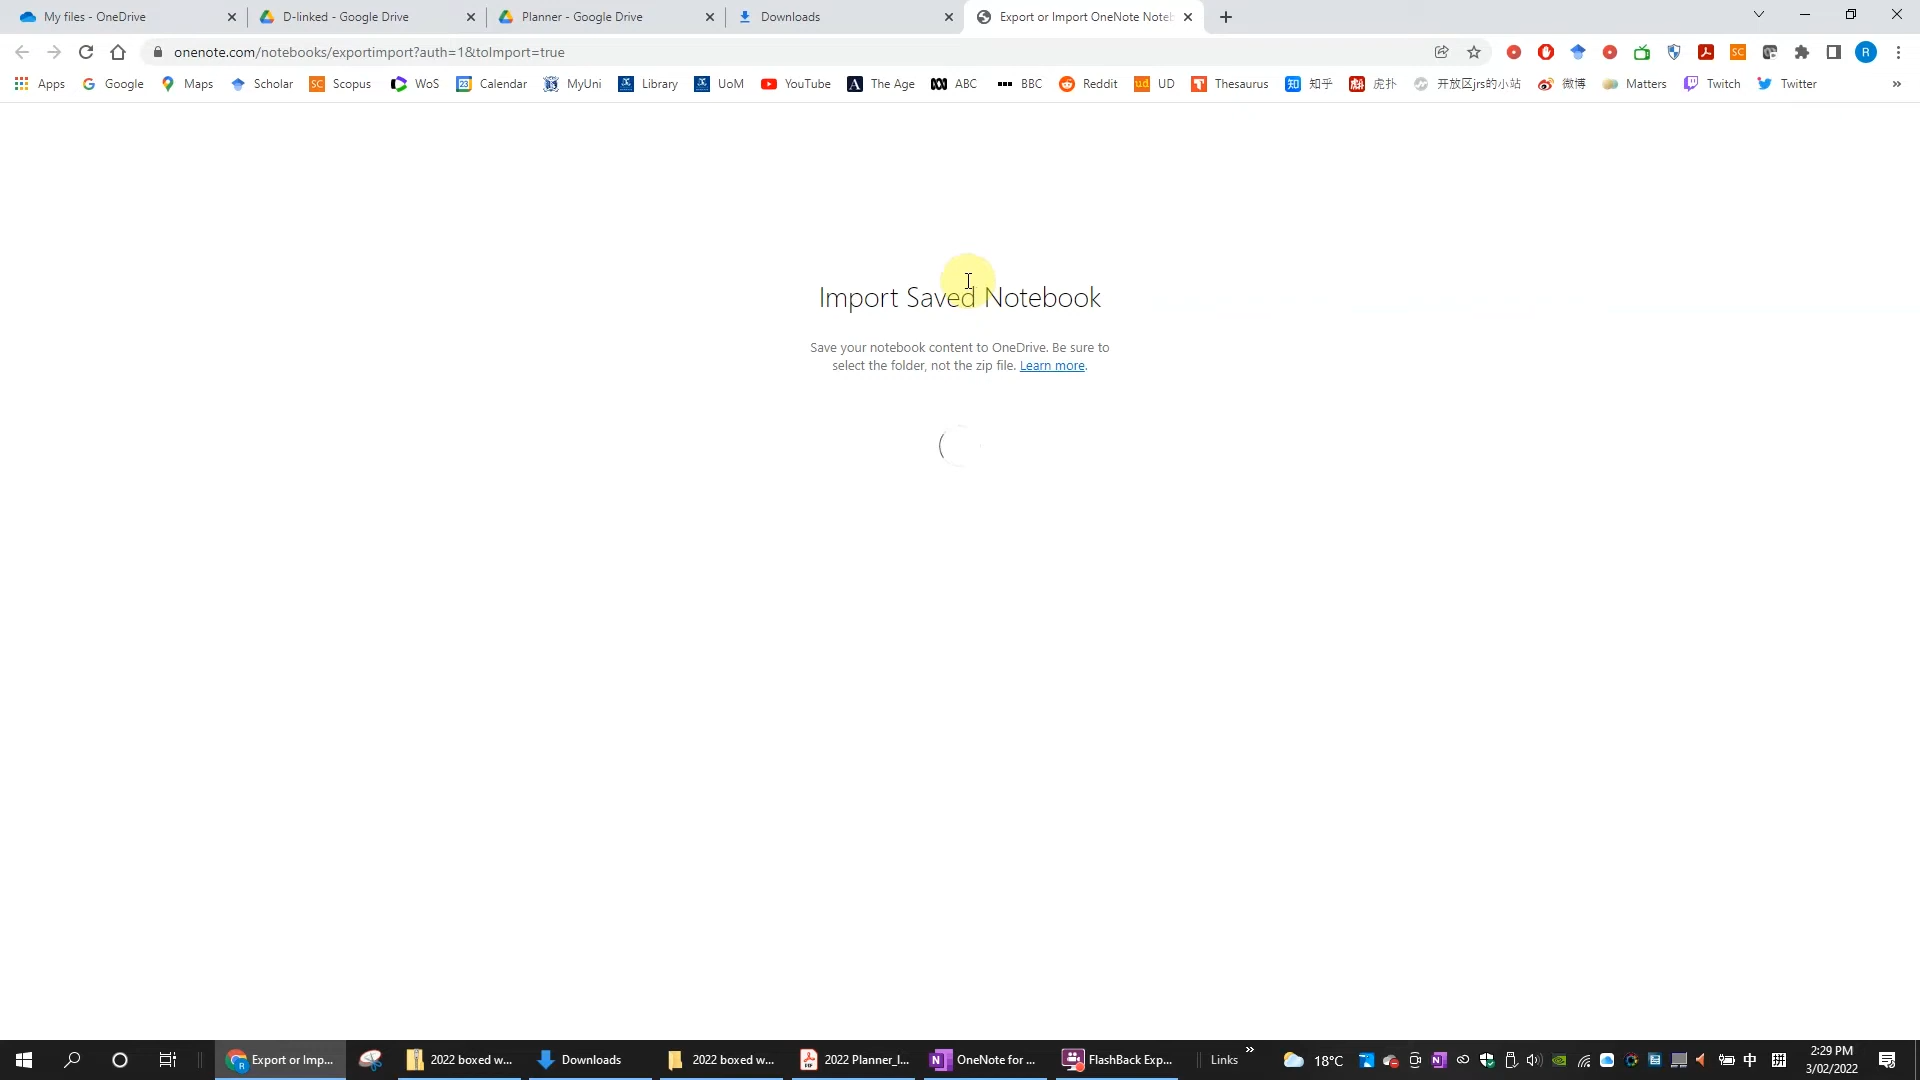 My files - OneDrive
D-linked - Google Drive
Planner - Google Drive
Downloads
Export or Import OneNote Noteb
onenote.com/notebooks/exportimport?auth=1&toImport=true
Apps Google Maps Scholar Scopus WoS Calendar MyUni Library UoM YouTube The Age ABC BBC Reddit UD Thesaurus 知乎 虎扑 开放区jrs的小站 微博 Matters Twitch Twitter
Import Saved Notebook
Save your notebook content to OneDrive. Be sure to
select the folder, not the zip file. Learn more.
Export or Imp...
2022 boxed w...
Downloads
2022 boxed w...
2022 Planner_I...
OneNote for ...
FlashBack Exp...
Links
18°C
中
2:29 PM
3/02/2022